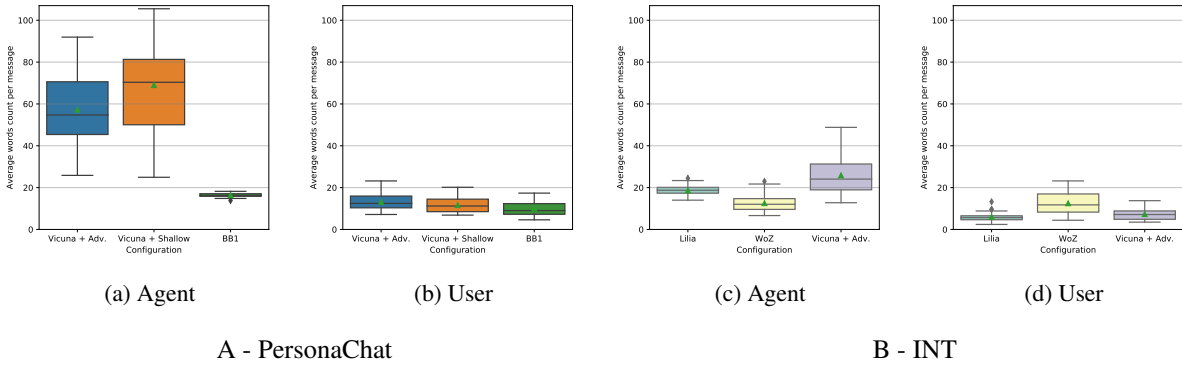 100
80
60
40
20
0
Average words count per message
Vicuna + Adv. Vicuna + Shallow BB1
Configuration
(a) Agent
100
80
60
40
20
0
Average words count per message
Vicuna + Adv. Vicuna + Shallow BB1
Configuration
(b) User
100
80
60
40
20
0
Average words count per message
Lilia WoZ Vicuna + Adv.
Configuration
(c) Agent
100
80
60
40
20
0
Average words count per message
Lilia WoZ Vicuna + Adv.
Configuration
(d) User
A - PersonaChat
B - INT